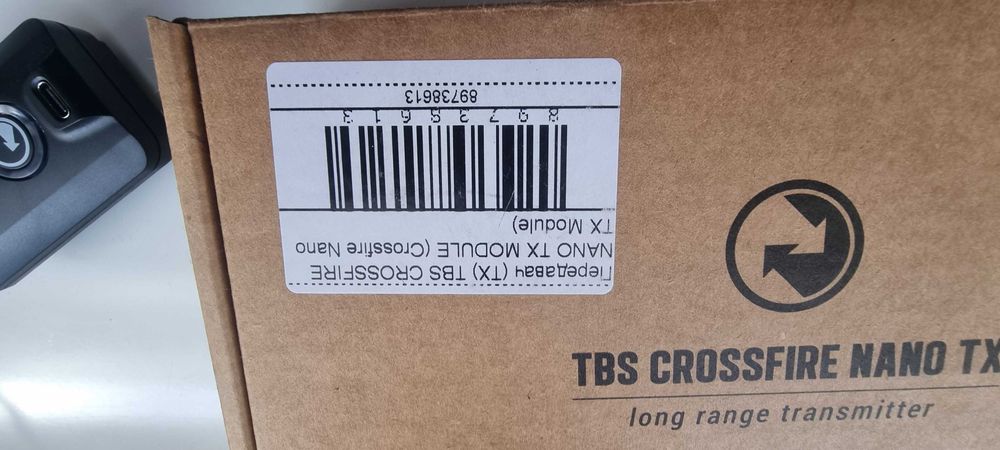 Передавач (TX) TBS CROSSFIRE
NANO TX MODULE (Crossfire Nano
TX Module)
8 9 7 3 8 6 1 3
89738613
TBS CROSSFIRE NANO TX
long range transmitter